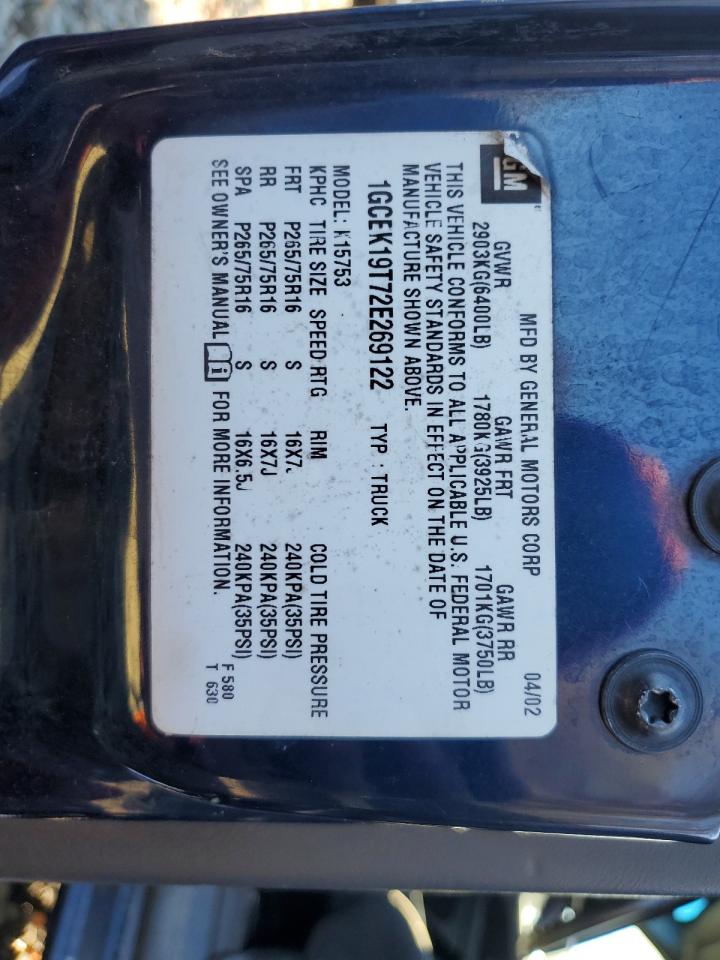 GM MFD BY GENERAL MOTORS CORP 04/02
GVWR GAWR FRT GAWR RR
2903KG(6400LB) 1780KG(3925LB) 1701KG(3750LB)
THIS VEHICLE CONFORMS TO ALL APPLICABLE U.S. FEDERAL MOTOR
VEHICLE SAFETY STANDARDS IN EFFECT ON THE DATE OF
MANUFACTURE SHOWN ABOVE.
1GCEK19T72E269122 TYP : TRUCK
MODEL: K15753
KPHC TIRE SIZE SPEED RTG RIM COLD TIRE PRESSURE
FRT P265/75R16 S 16X7J 240KPA(35PSI)
RR P265/75R16 S 16X7J 240KPA(35PSI)
SPA P265/75R16 S 16X6.5J 240KPA(35PSI)
SEE OWNER'S MANUAL FOR MORE INFORMATION.
F 580
T 630